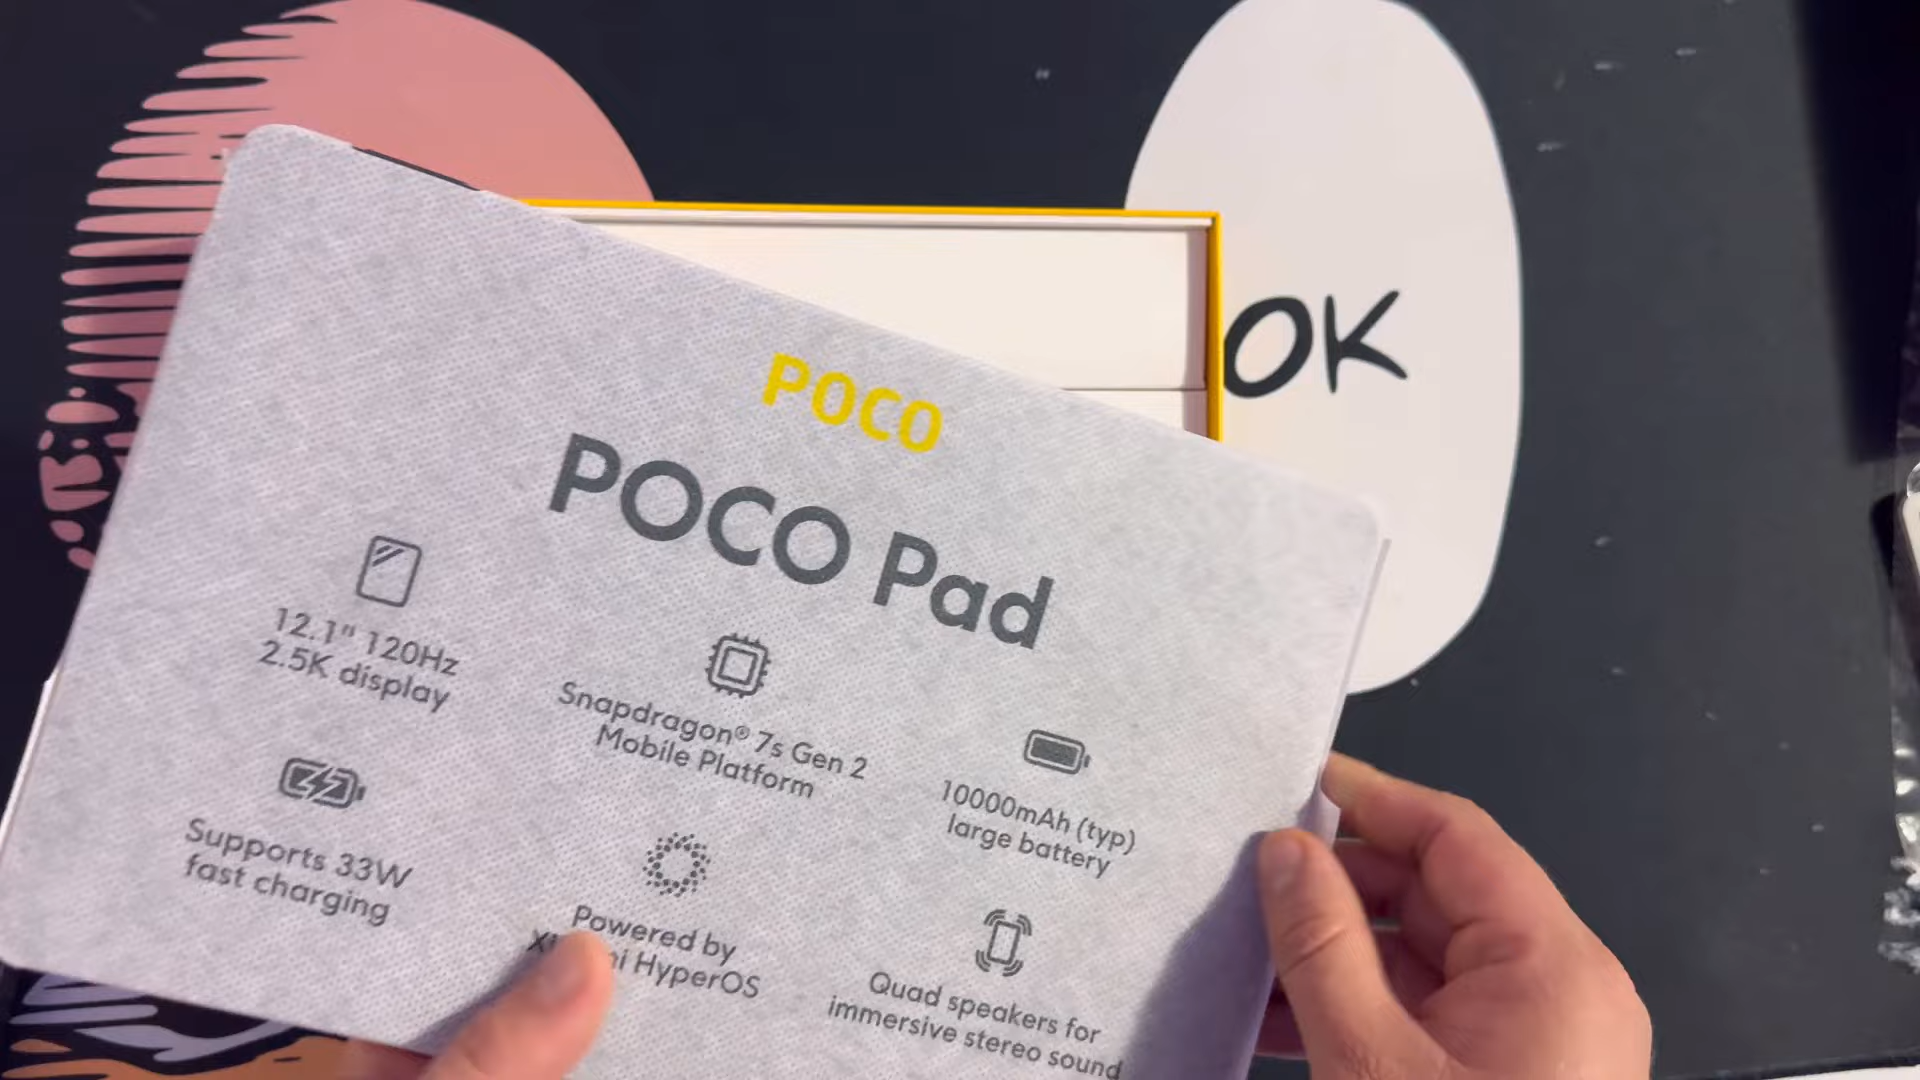 OK
POCO
POCO Pad
12.1" 120Hz
2.5K display
Snapdragon® 7s Gen 2
Mobile Platform
10000mAh (typ)
large battery
Supports 33W
fast charging
Powered by
HyperOS
Quad speakers for
immersive stereo sound